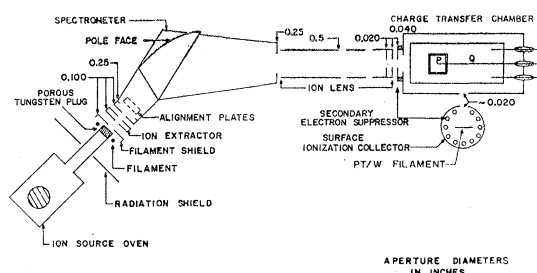 SPECTROMETER
POLE FACE
0.25
0.100
POROUS
TUNGSTEN PLUG
ALIGNMENT PLATES
ION EXTRACTOR
FILAMENT SHIELD
FILAMENT
RADIATION SHIELD
ION SOURCE OVEN
0.25
0.5
0.020
0.040
ION LENS
CHARGE TRANSFER CHAMBER
P
Q
~0.020
SECONDARY
ELECTRON SUPPRESSOR
SURFACE
IONIZATION COLLECTOR
PT/W FILAMENT
APERTURE DIAMETERS
IN INCHES